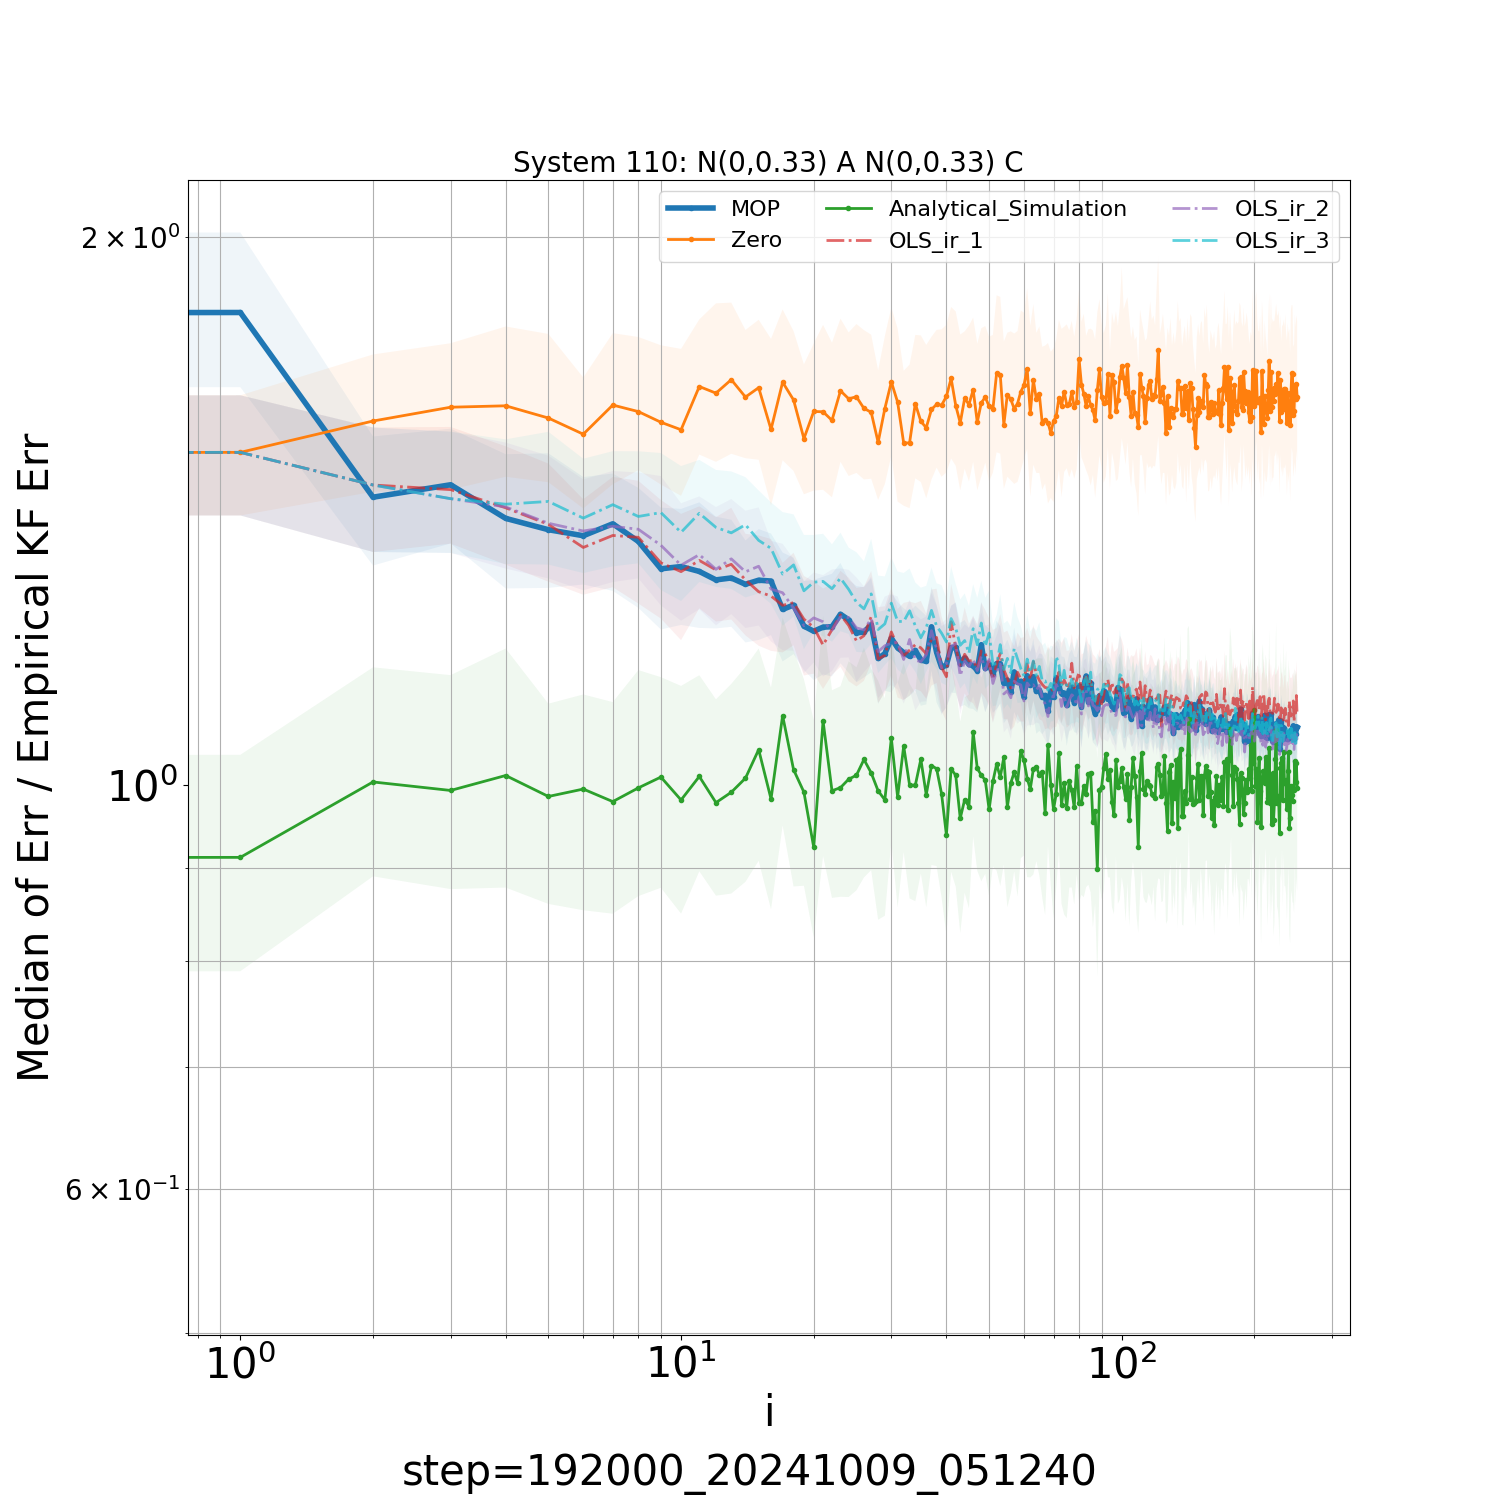 System 110: N(0,0.33) A N(0,0.33) C
MOP
Zero
Analytical_Simulation
OLS_ir_1
OLS_ir_2
OLS_ir_3
Median of Err / Empirical KF Err
2 × 10⁰
10⁰
6 × 10⁻¹
10⁰ 10¹ 10²
i
step=192000_20241009_051240